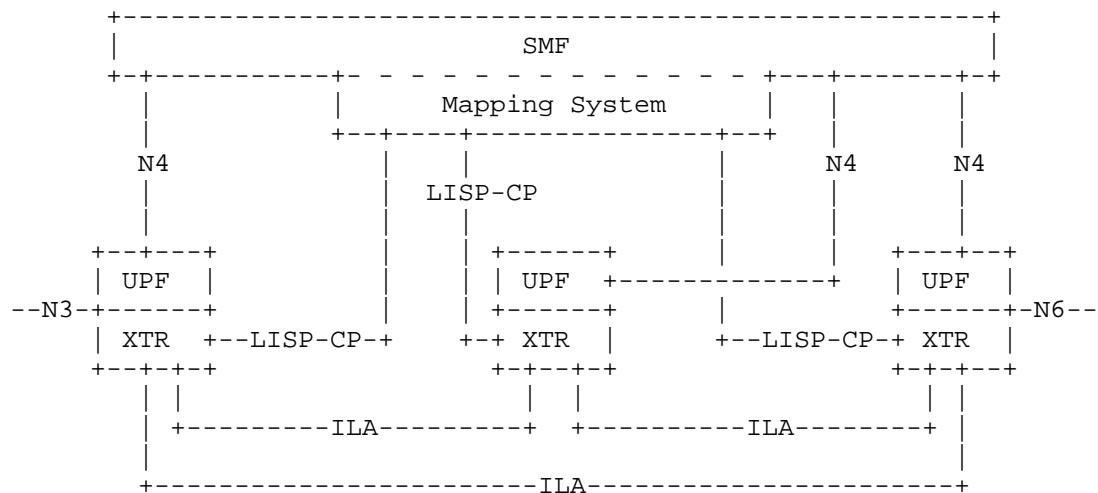 SMF
Mapping System
N4 N4 N4
LISP-CP
UPF UPF UPF
--N3- -N6--
XTR --LISP-CP- XTR --LISP-CP- XTR
ILA ILA
ILA